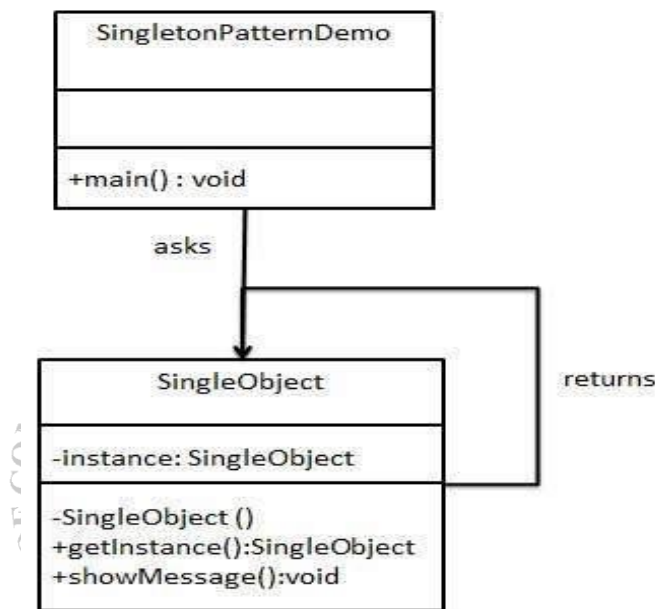 SingletonPatternDemo
+main() : void
asks
SingleObject
returns
-instance: SingleObject
-SingleObject ()
+getInstance():SingleObject
+showMessage():void